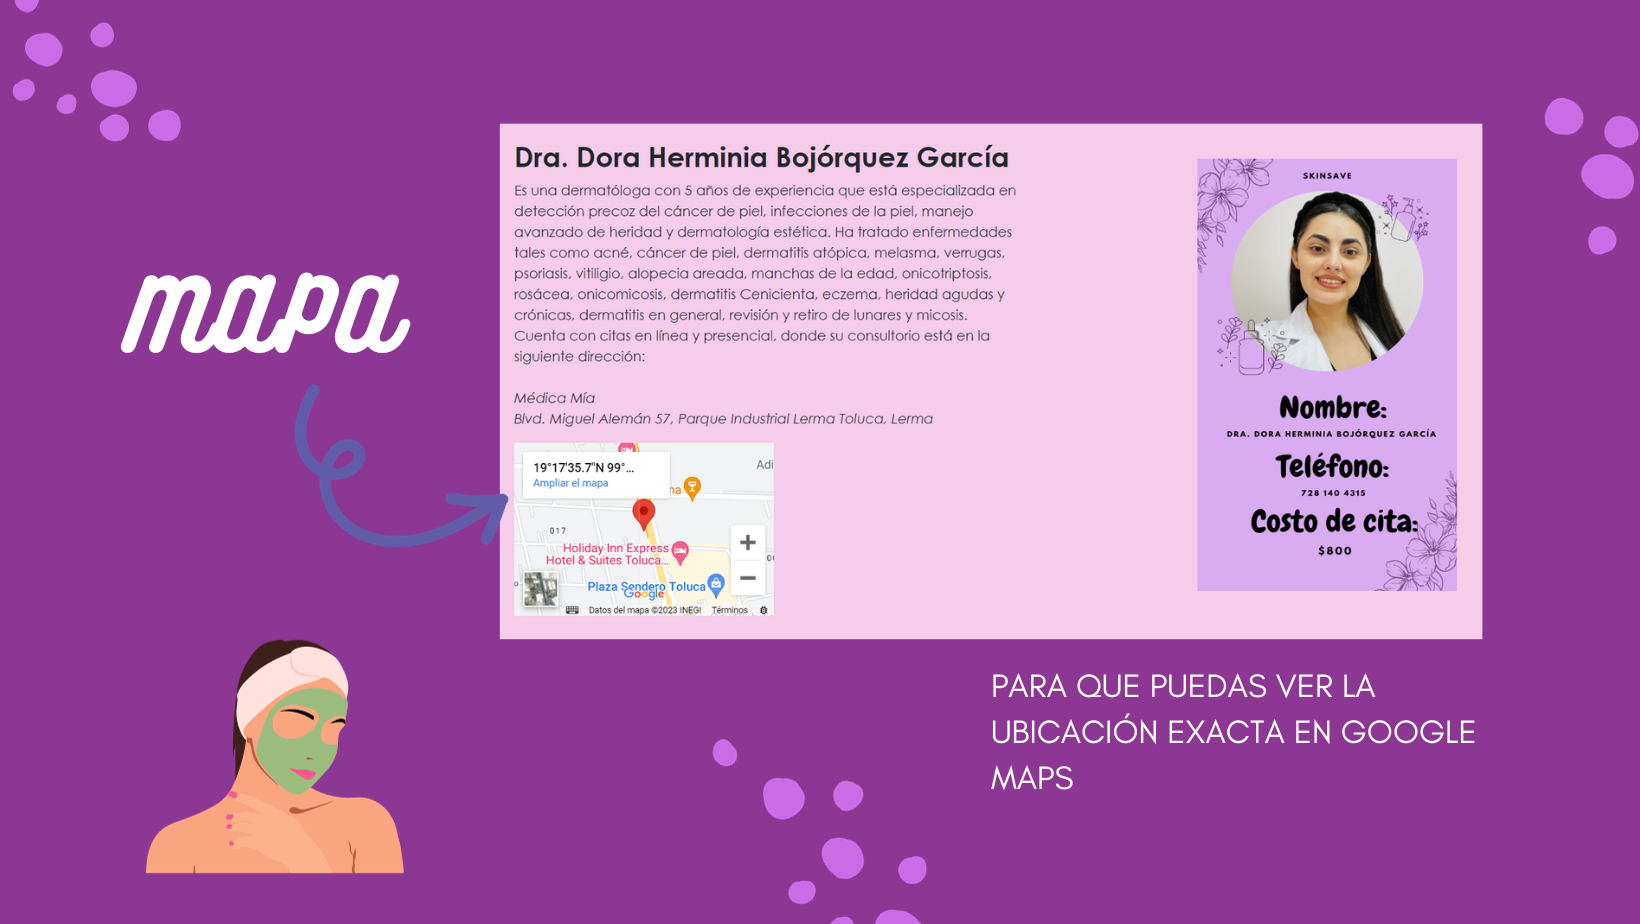 mapa
Dra. Dora Herminia Bojórquez García
Es una dermatóloga con 5 años de experiencia que está especializada en
detección precoz del cáncer de piel, infecciones de la piel, manejo
avanzado de heridad y dermatología estética. Ha tratado enfermedades
tales como acné, cáncer de piel, dermatitis atópica, melasma, verrugas,
psoriasis, vitiligio, alopecia areada, manchas de la edad, onicotriptosis,
rosácea, onicomicosis, dermatitis Cenicienta, eczema, heridad agudas y
crónicas, dermatitis en general, revisión y retiro de lunares y micosis.
Cuenta con citas en línea y presencial, donde su consultorio está en la
siguiente dirección:
Médica Mía
Blvd. Miguel Alemán 57, Parque Industrial Lerma Toluca, Lerma
19°17'35.7"N 99°...
Ampliar el mapa
Adi
na
017
Holiday Inn Express
Hotel & Suites Toluca...
Plaza Sendero Toluca
Google
Datos del mapa ©2023 INEGI Términos
SKINSAVE
Nombre:
DRA. DORA HERMINIA BOJÓRQUEZ GARCÍA
Teléfono:
728 140 4315
Costo de cita:
$800
PARA QUE PUEDAS VER LA
UBICACIÓN EXACTA EN GOOGLE
MAPS